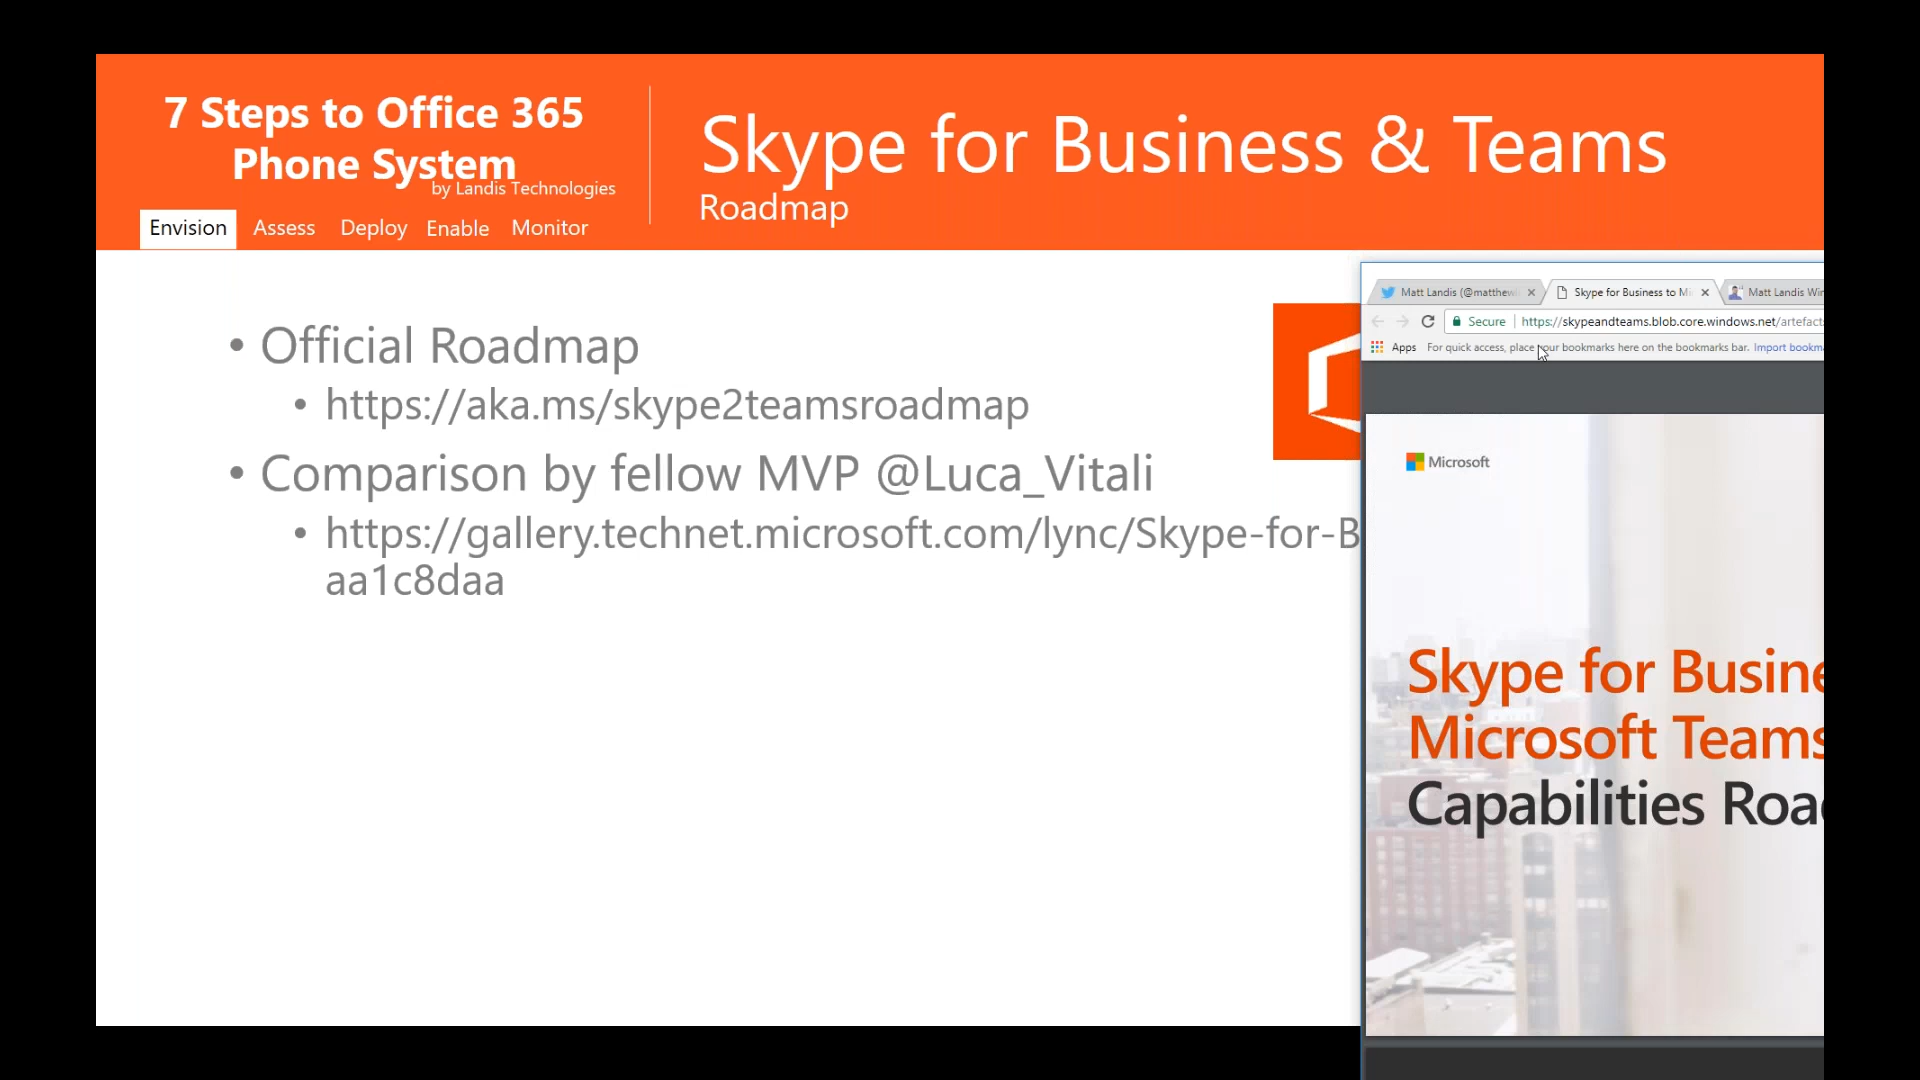 7 Steps to Office 365
Phone System
by Landis Technologies
Envision Assess Deploy Enable Monitor
Skype for Business & Teams
Roadmap
• Official Roadmap
• https://aka.ms/skype2teamsroadmap
• Comparison by fellow MVP @Luca_Vitali
• https://gallery.technet.microsoft.com/lync/Skype-for-B
aa1c8daa
Matt Landis (@matthew Skype for Business to Mi Matt Landis Win
Secure https://skypeandteams.blob.core.windows.net/artefact
Apps For quick access, place your bookmarks here on the bookmarks bar. Import bookm
Microsoft
Skype for Busine
Microsoft Teams
Capabilities Roa